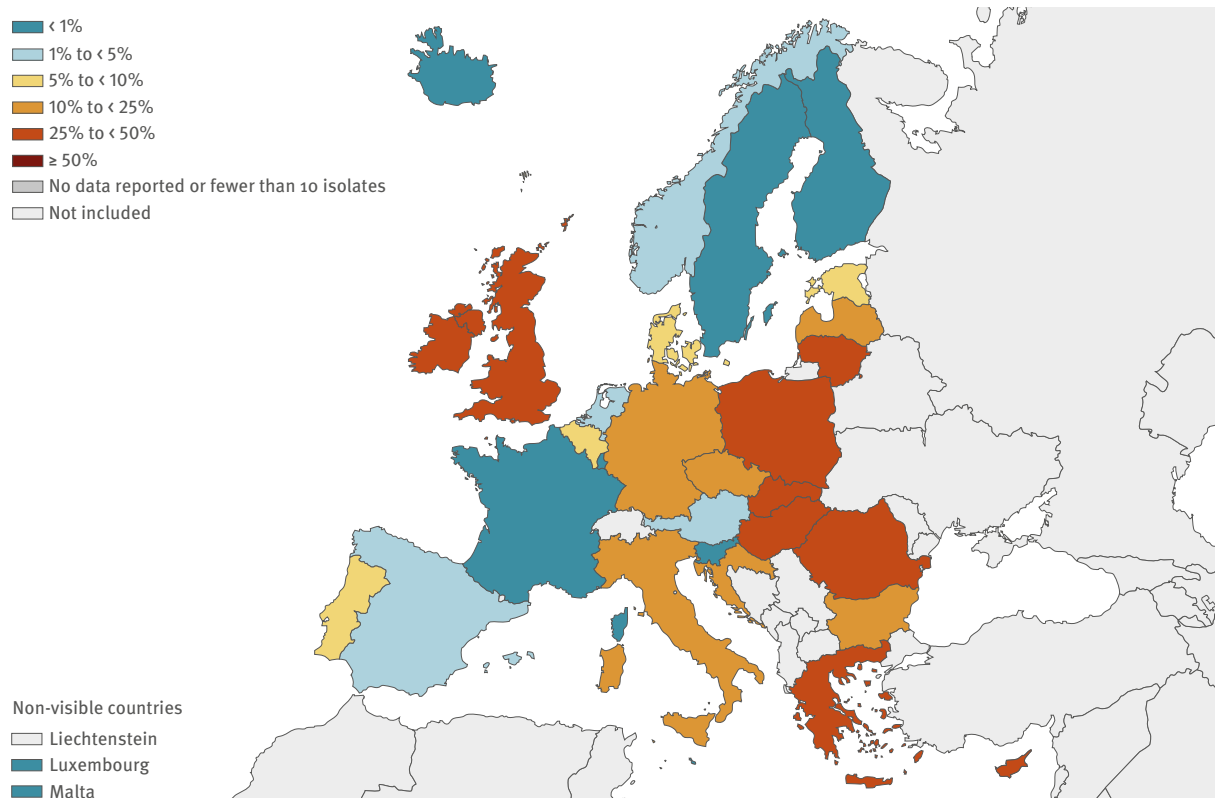 < 1%
1% to < 5%
5% to < 10%
10% to < 25%
25% to < 50%
≥ 50%
No data reported or fewer than 10 isolates
Not included
Non-visible countries
Liechtenstein
Luxembourg
Malta